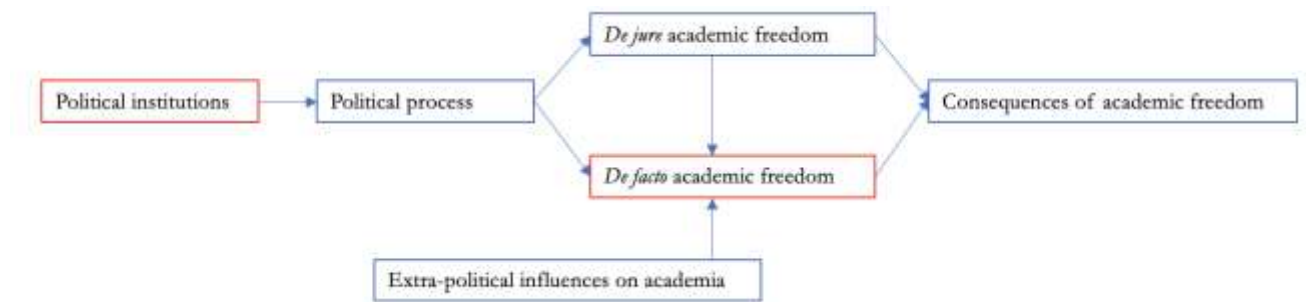 De jure academic freedom
Political institutions
Political process
Consequences of academic freedom
De facto academic freedom
Extra-political influences on academia